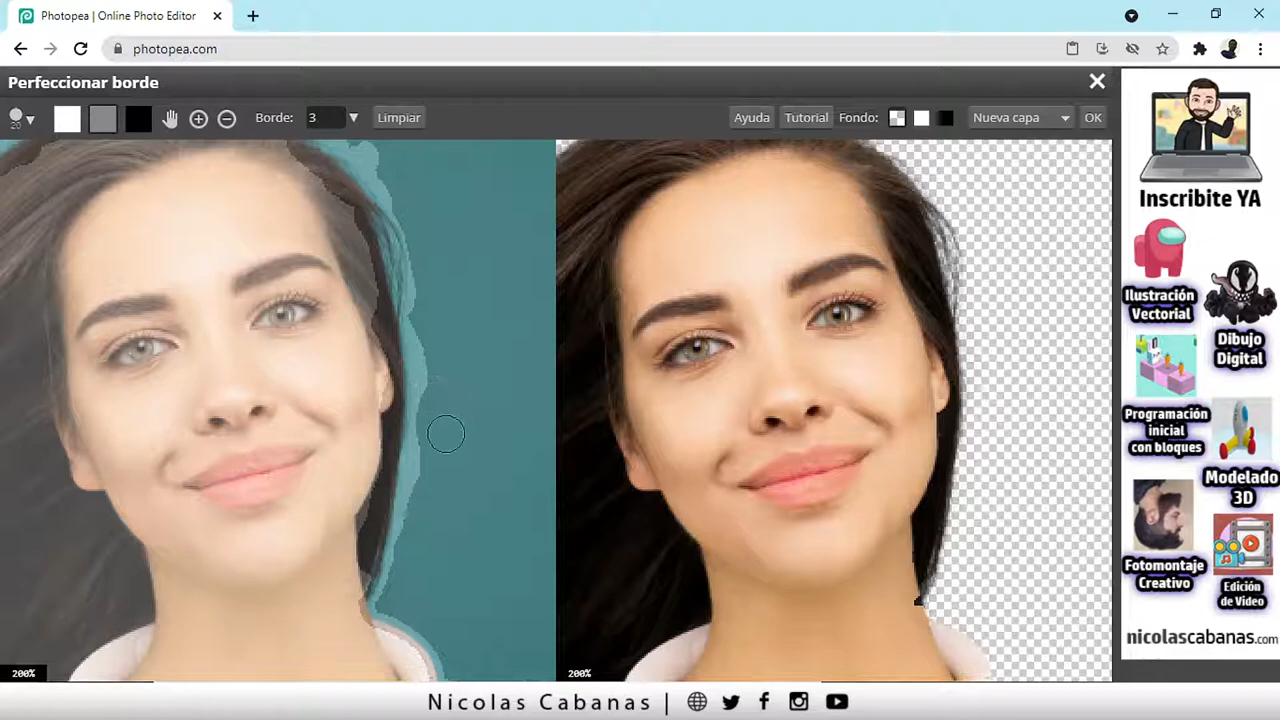 Photopea | Online Photo Editor
photopea.com
Perfeccionar borde
20
Borde: 3 Limpiar
Ayuda Tutorial Fondo: Nueva capa OK
200%
200%
Inscribite YA
Ilustración
Vectorial
Dibujo
Digital
Programación
inicial
con bloques
Modelado
3D
Fotomontaje
Creativo
Edición
de Video
nicolascabanas.com
Nicolas Cabanas |